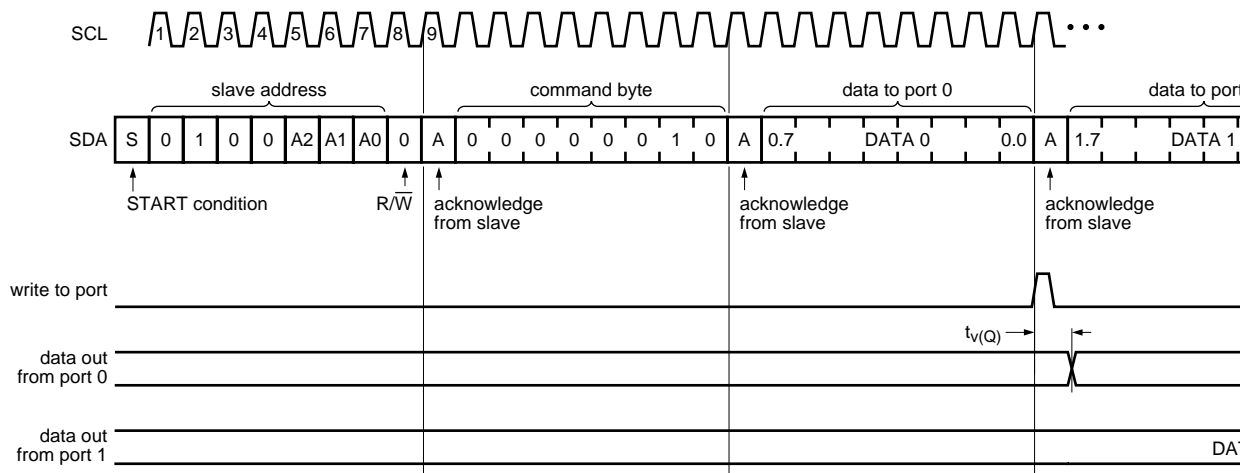 SCL 1 2 3 4 5 6 7 8 9
slave address command byte data to port 0 data to port
SDA S 0 1 0 0 A2 A1 A0 0 A 0 0 0 0 0 0 1 0 A 0.7 DATA 0 0.0 A 1.7 DATA 1
START condition R/W̅ acknowledge from slave acknowledge from slave acknowledge from slave
write to port
tv(Q)
data out
from port 0
data out
from port 1
DAT